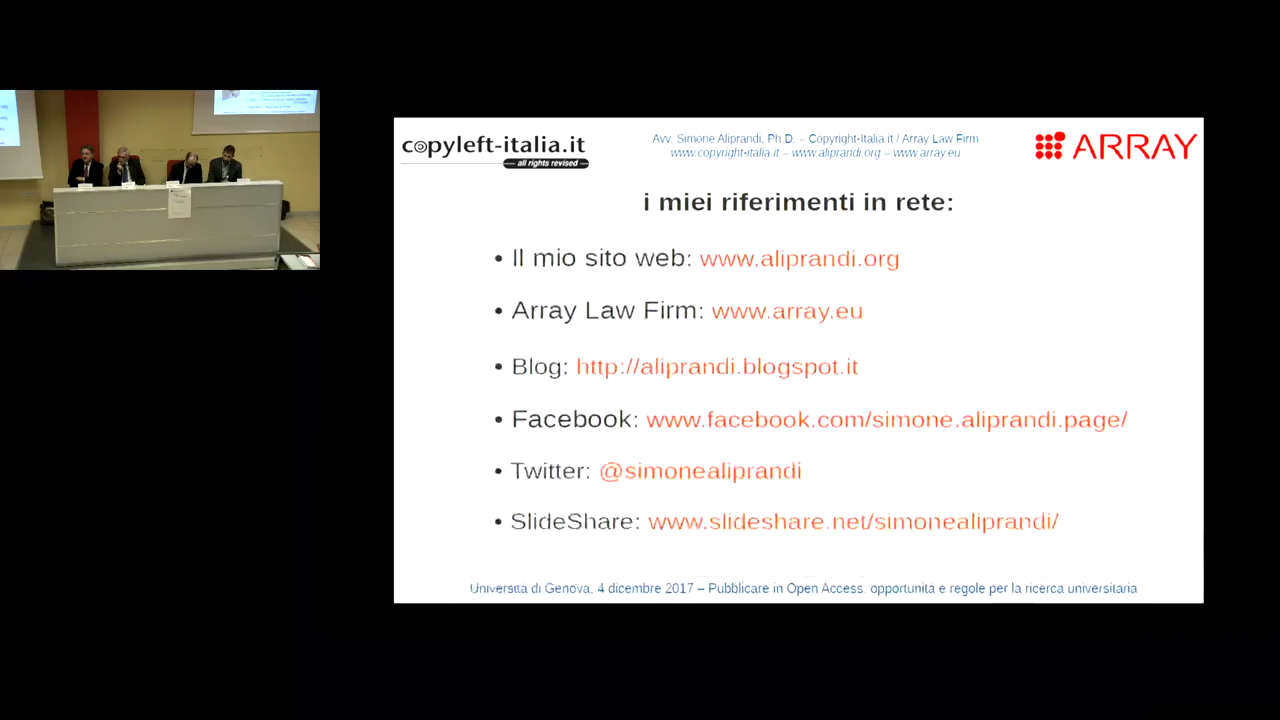 copyleft-italia.it
all rights revised
Avv. Simone Aliprandi, Ph.D. – Copyright-Italia.it / Array Law Firm
www.copyright-italia.it – www.aliprandi.org – www.array.eu
ARRAY
i miei riferimenti in rete:
• Il mio sito web: www.aliprandi.org
• Array Law Firm: www.array.eu
• Blog: http://aliprandi.blogspot.it
• Facebook: www.facebook.com/simone.aliprandi.page/
• Twitter: @simonealiprandi
• SlideShare: www.slideshare.net/simonealiprandi/
Università di Genova, 4 dicembre 2017 – Pubblicare in Open Access: opportunità e regole per la ricerca universitaria